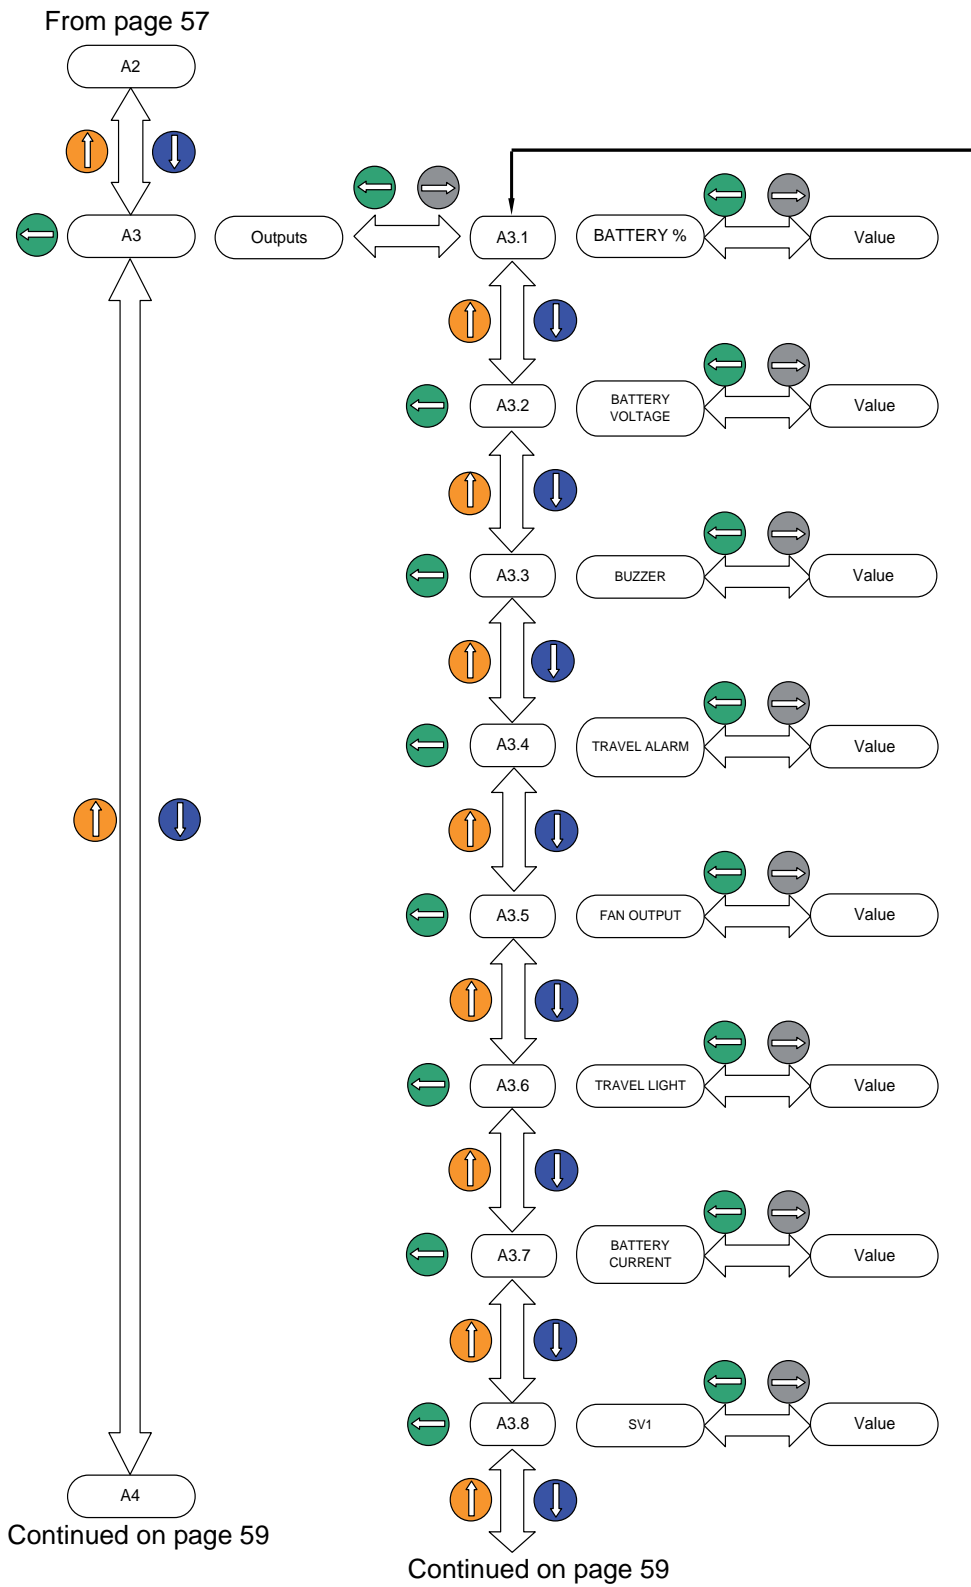 From page 57
A2
A3
Outputs
A3.1
BATTERY %
Value
A3.2
BATTERY
VOLTAGE
Value
A3.3
BUZZER
Value
A3.4
TRAVEL ALARM
Value
A3.5
FAN OUTPUT
Value
A3.6
TRAVEL LIGHT
Value
A3.7
BATTERY
CURRENT
Value
A3.8
SV1
Value
A4
Continued on page 59
Continued on page 59